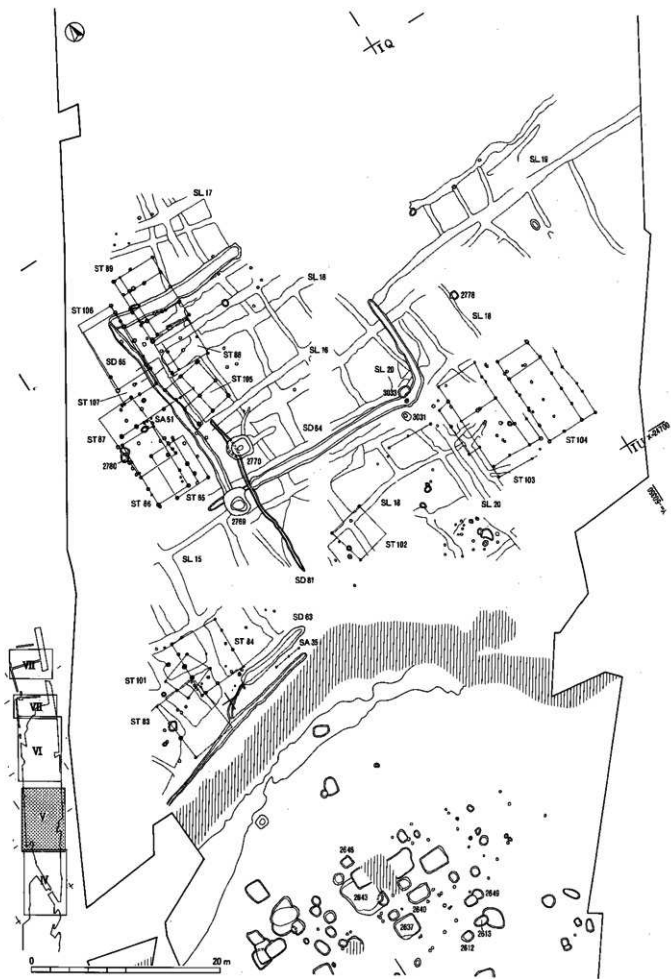 IQ
SL 19
SL 17
ST 89
SL 18
2778
ST 106
SL 18
SD 65
ST 88
SL 16
ST 107
ST 105
SL 20
SA 51
3033
ST 87
3031
SD 64
2780
2770
ST 104
IU
ST 103
ST 86
ST 85
SL 18
SL 20
2769
ST 102
SL 15
SD 81
SD 63
ST 84
SA 35
ST 101
ST 83
VII
VII
VI
V
IV
2645
2643
2640
2649
2637
2613
2612
0
20 m